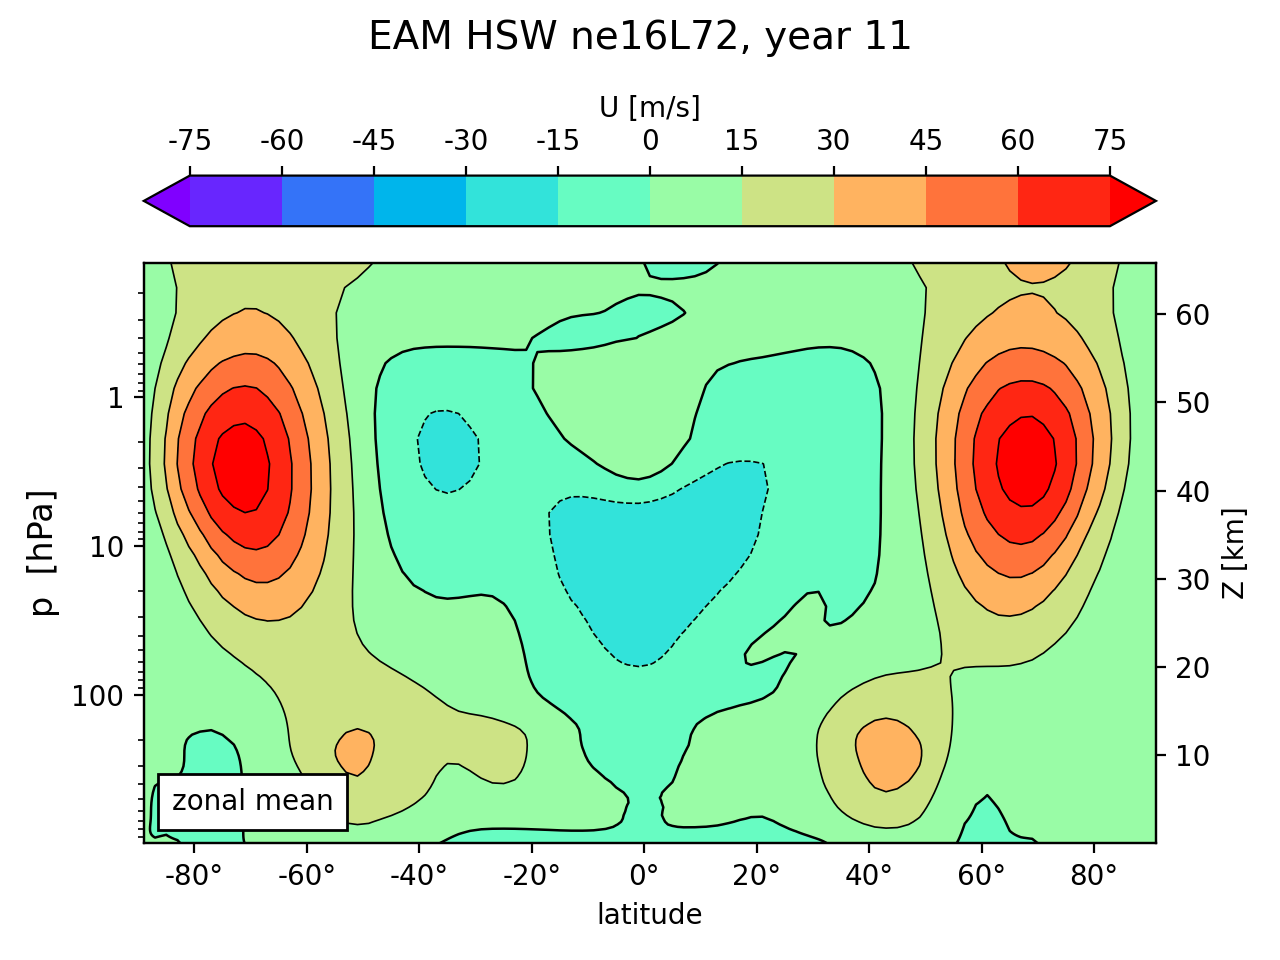 EAM HSW ne16L72, year 11
U [m/s]
-75 -60 -45 -30 -15 0 15 30 45 60 75
p [hPa]
1
10
100
zonal mean
60
50
40
30
20
10
Z [km]
-80° -60° -40° -20° 0° 20° 40° 60° 80°
latitude